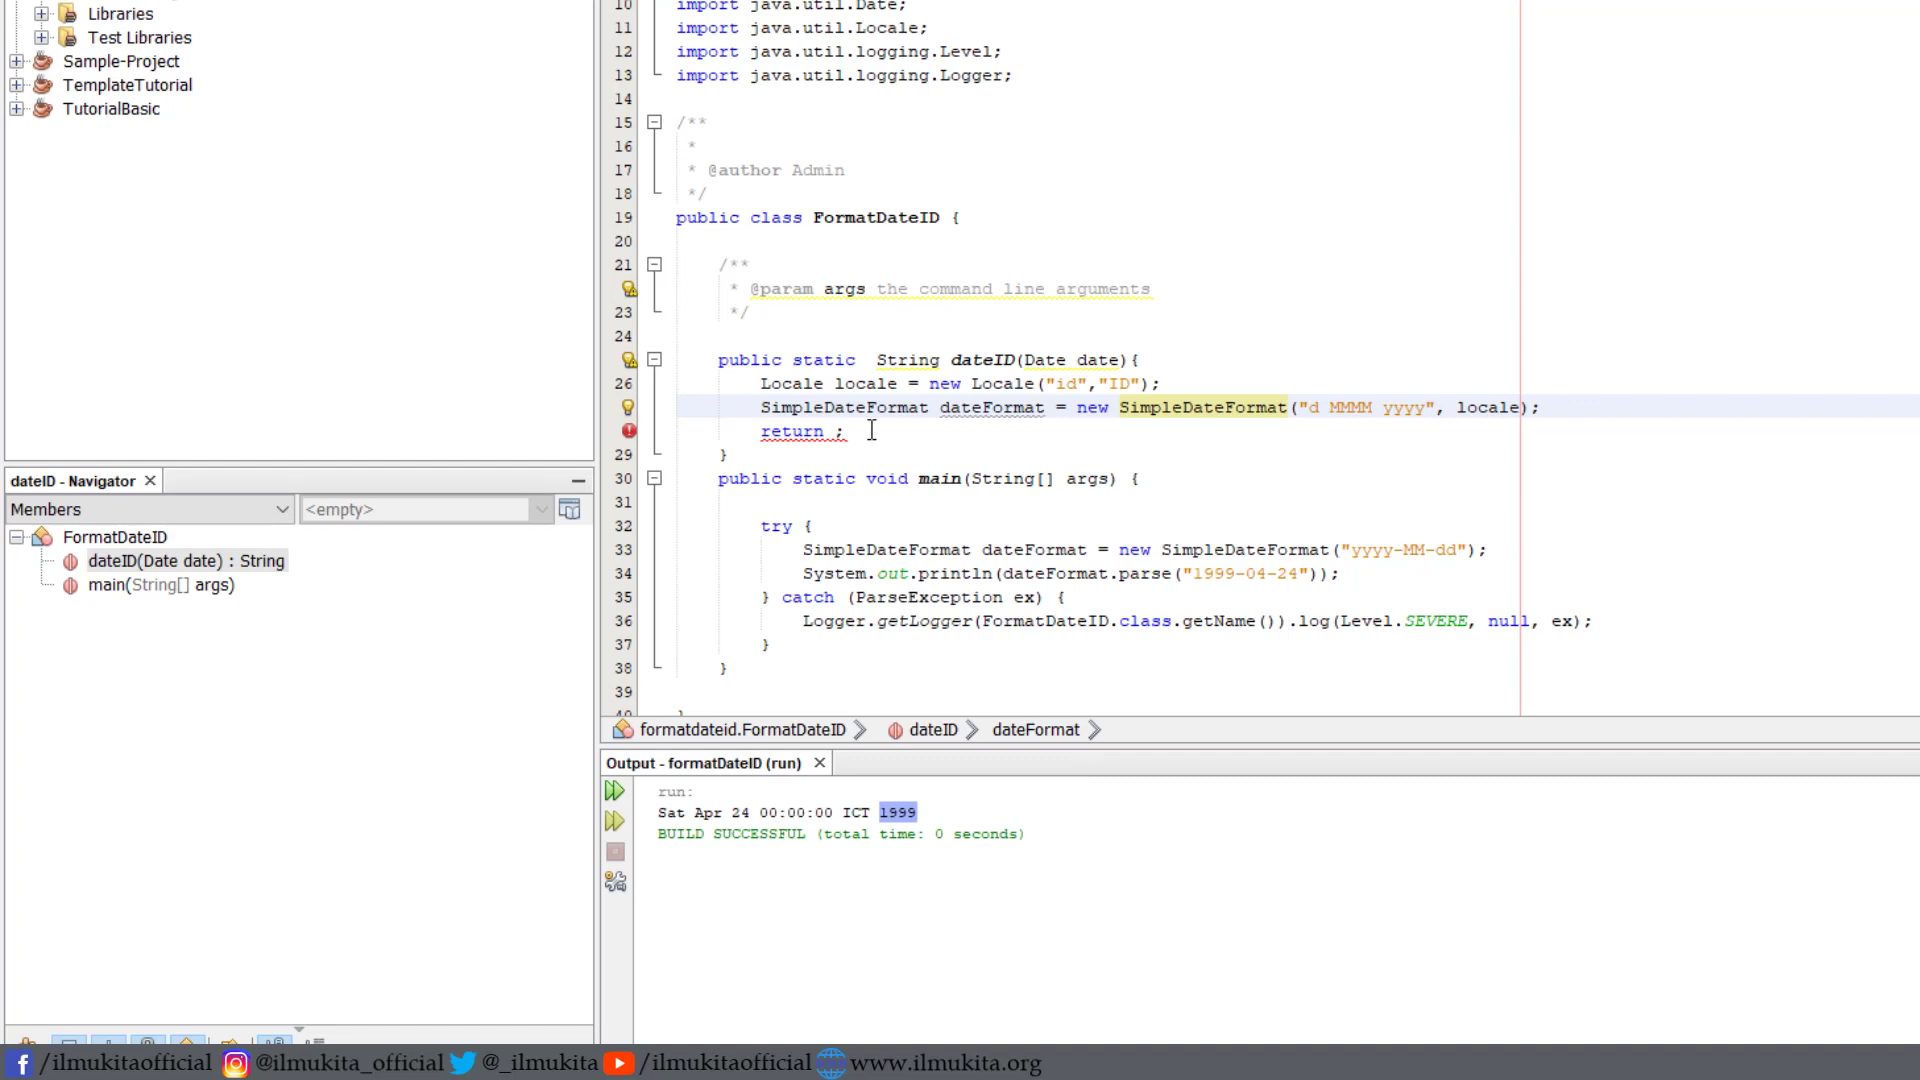 Libraries
Test Libraries
Sample-Project
TemplateTutorial
TutorialBasic
10 import java.util.Date;
11 import java.util.Locale;
12 import java.util.logging.Level;
13 import java.util.logging.Logger;
14
15 /**
16 *
17 * @author Admin
18 */
19 public class FormatDateID {
20
21 /**
* @param args the command line arguments
23 */
24
public static  String dateID(Date date){
26 Locale locale = new Locale("id","ID");
SimpleDateFormat dateFormat = new SimpleDateFormat("d MMMM yyyy", locale);
return ;
29 }
30 public static void main(String[] args) {
31
32 try {
33 SimpleDateFormat dateFormat = new SimpleDateFormat("yyyy-MM-dd");
34 System.out.println(dateFormat.parse("1999-04-24"));
35 } catch (ParseException ex) {
36 Logger.getLogger(FormatDateID.class.getName()).log(Level.SEVERE, null, ex);
37 }
38 }
39
40 }
dateID - Navigator
Members
<empty>
FormatDateID
dateID(Date date) : String
main(String[] args)
formatdateid.FormatDateID dateID dateFormat
Output - formatDateID (run)
run:
Sat Apr 24 00:00:00 ICT 1999
BUILD SUCCESSFUL (total time: 0 seconds)
/ilmukitaofficial @ilmukita_official @_ilmukita /ilmukitaofficial www.ilmukita.org